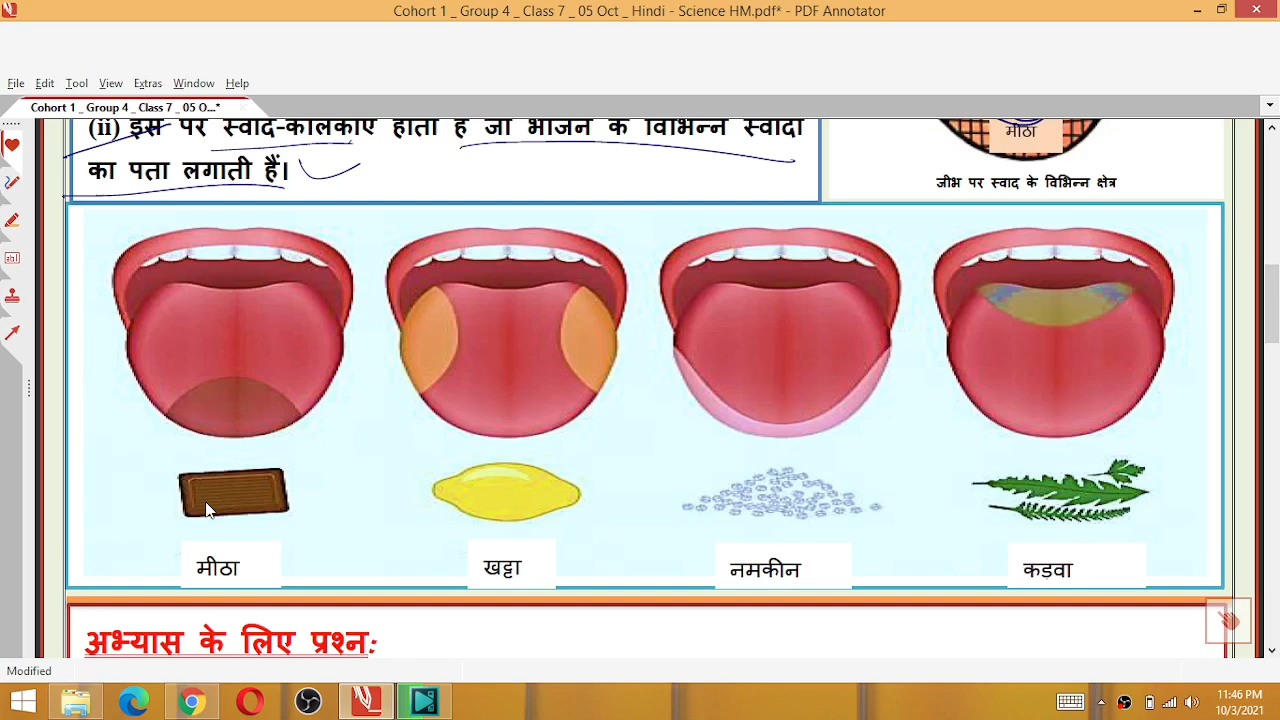 Cohort 1 _ Group 4 _ Class 7 _ 05 Oct _ Hindi - Science HM.pdf* - PDF Annotator
File Edit Tool View Extras Window Help
Cohort 1 _ Group 4 _ Class 7 _ 05 O...*
(ii) इस पर स्वाद-कलिकाएँ होती हैं जो भोजन के विभिन्न स्वादों
का पता लगाती हैं।
मीठा
जीभ पर स्वाद के विभिन्न क्षेत्र
मीठा खट्टा नमकीन कड़वा
अभ्यास के लिए प्रश्न:
Modified
11:46 PM
10/3/2021